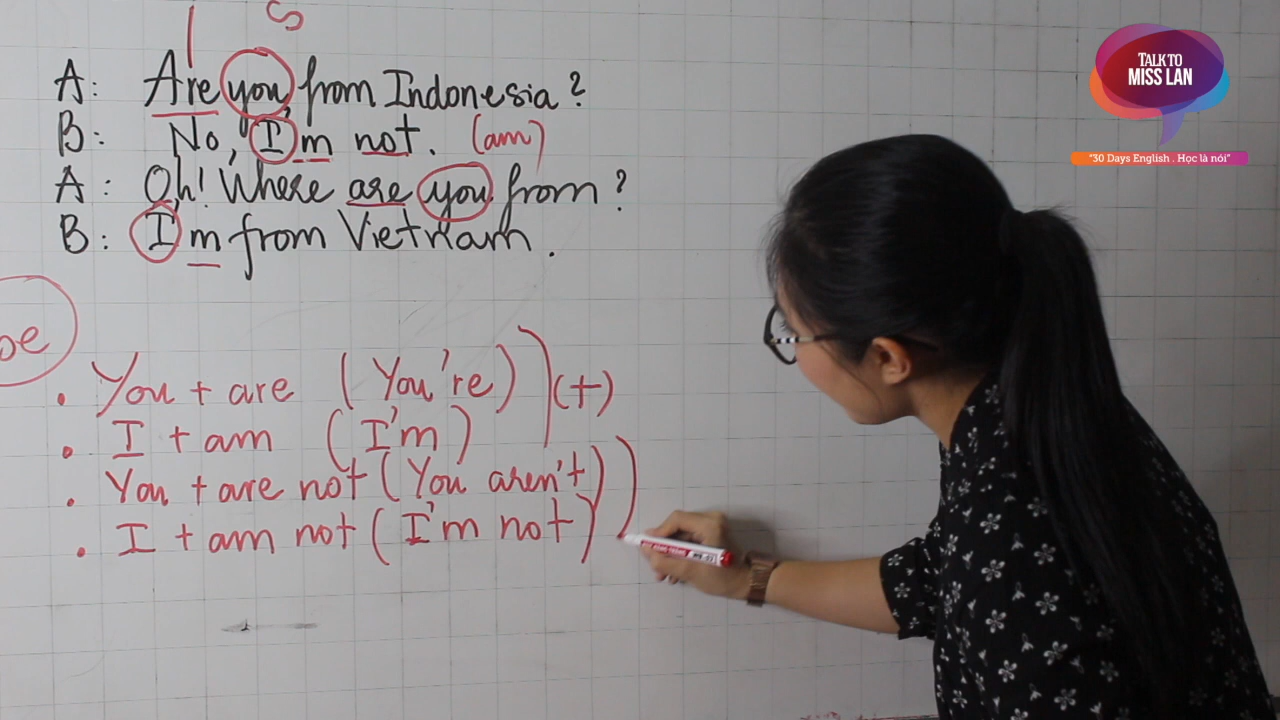 S
A: Are you from Indonesia?
B: No, I'm not. (am)
A: Oh! Where are you from?
B: I'm from Vietnam.
be
. You + are (You're)
(+)
. I + am (I'm)
. You + are not (You aren't)
. I + am not (I'm not)
TALK TO
MISS LAN
"30 Days English . Học là nói"